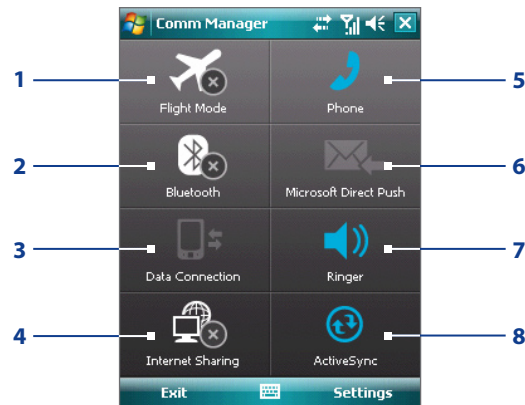 Comm Manager
1
Flight Mode
5
Phone
2
Bluetooth
6
Microsoft Direct Push
3
Data Connection
7
Ringer
4
Internet Sharing
8
ActiveSync
Exit
Settings